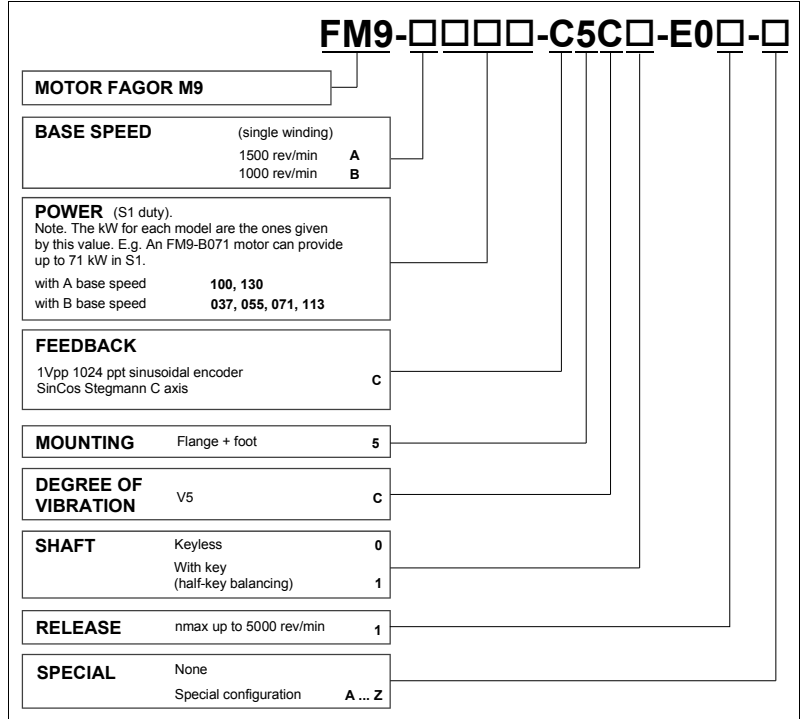 FM9-□□□□-C5C□-E0□-□
MOTOR FAGOR M9
BASE SPEED (single winding)
1500 rev/min A
1000 rev/min B
POWER (S1 duty).
Note. The kW for each model are the ones given
by this value. E.g. An FM9-B071 motor can provide
up to 71 kW in S1.
with A base speed 100, 130
with B base speed 037, 055, 071, 113
FEEDBACK
1Vpp 1024 ppt sinusoidal encoder
SinCos Stegmann C axis C
MOUNTING Flange + foot 5
DEGREE OF
VIBRATION V5 C
SHAFT Keyless 0
With key
(half-key balancing) 1
RELEASE nmax up to 5000 rev/min 1
SPECIAL None
Special configuration A ... Z